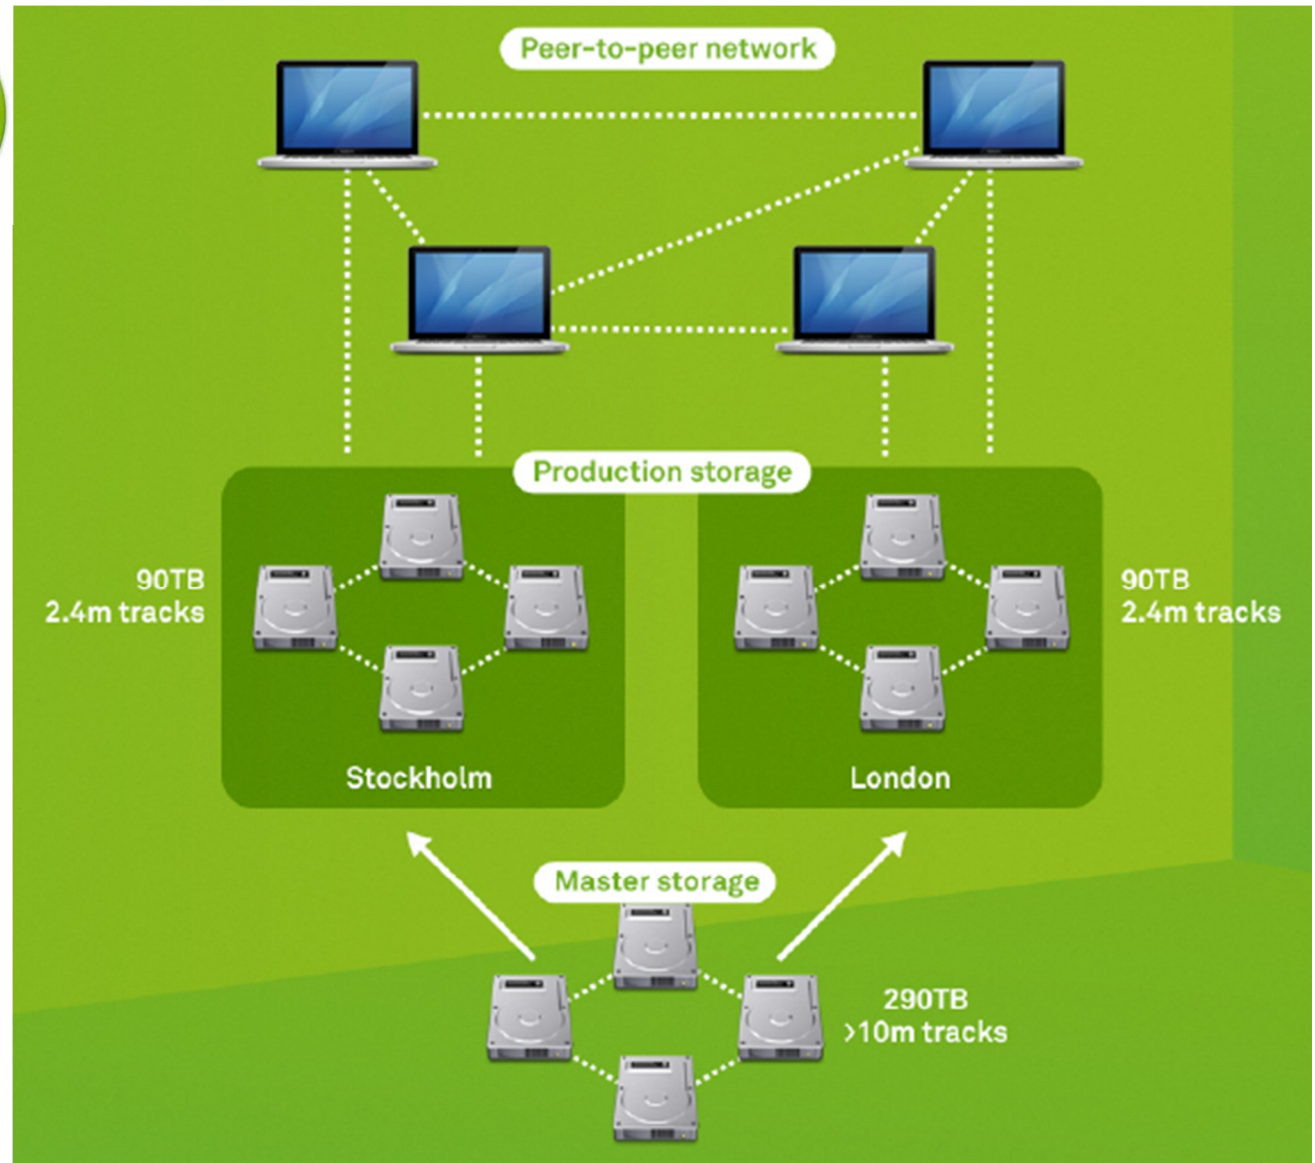 Peer-to-peer network
Production storage
90TB
2.4m tracks
90TB
2.4m tracks
Stockholm
London
Master storage
290TB
>10m tracks